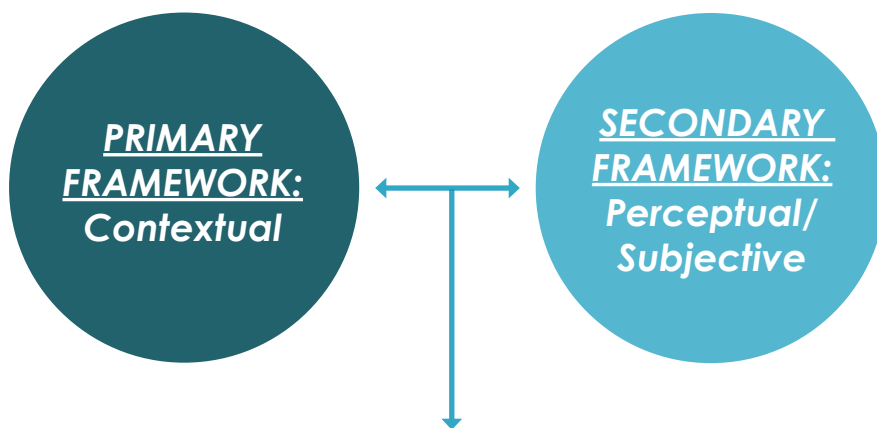 PRIMARY
FRAMEWORK:
Contextual
SECONDARY
FRAMEWORK:
Perceptual/
Subjective